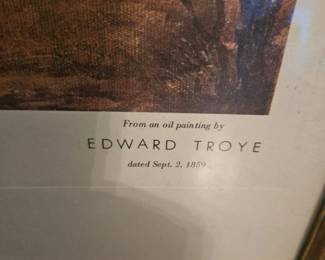 From an oil painting by
EDWARD TROYE
dated Sept. 2, 1859